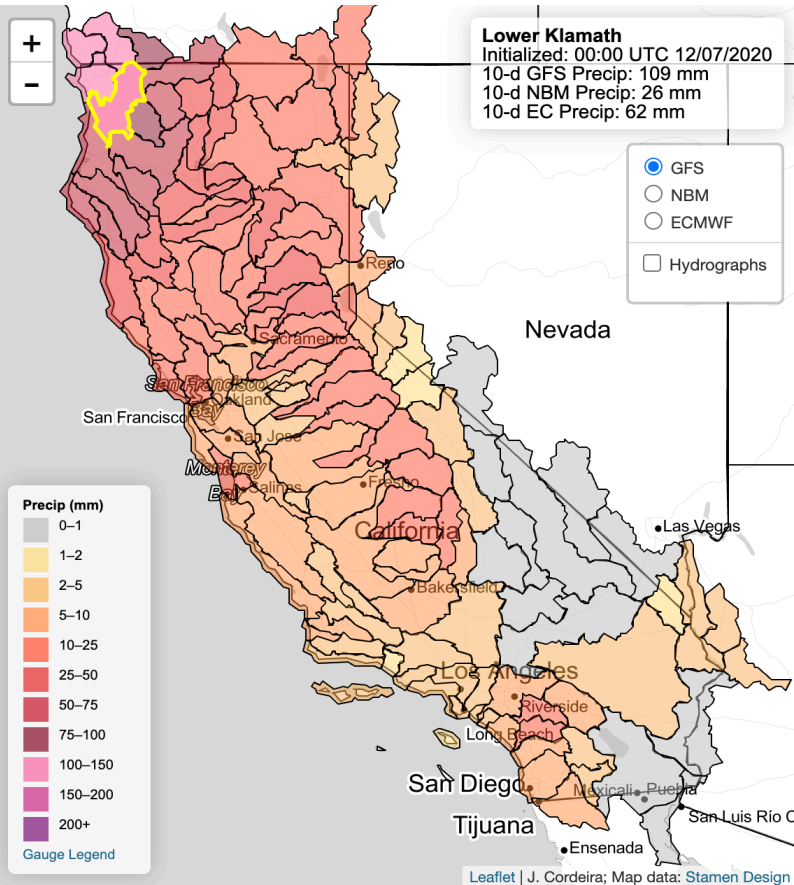 +
−
Lower Klamath
Initialized: 00:00 UTC 12/07/2020
10-d GFS Precip: 109 mm
10-d NBM Precip: 26 mm
10-d EC Precip: 62 mm
GFS
NBM
ECMWF
Hydrographs
Reno
Nevada
Sacramento
San Francisco
Bay
Oakland
San Francisco
San Jose
Monterey
Bay
Salinas
Fresno
California
Las Vegas
Bakersfield
Los Angeles
Riverside
Long Beach
San Diego
Mexicali
Puebla
Tijuana
San Luis Río C
Ensenada
Precip (mm)
0–1
1–2
2–5
5–10
10–25
25–50
50–75
75–100
100–150
150–200
200+
Gauge Legend
Leaflet | J. Cordeira; Map data: Stamen Design